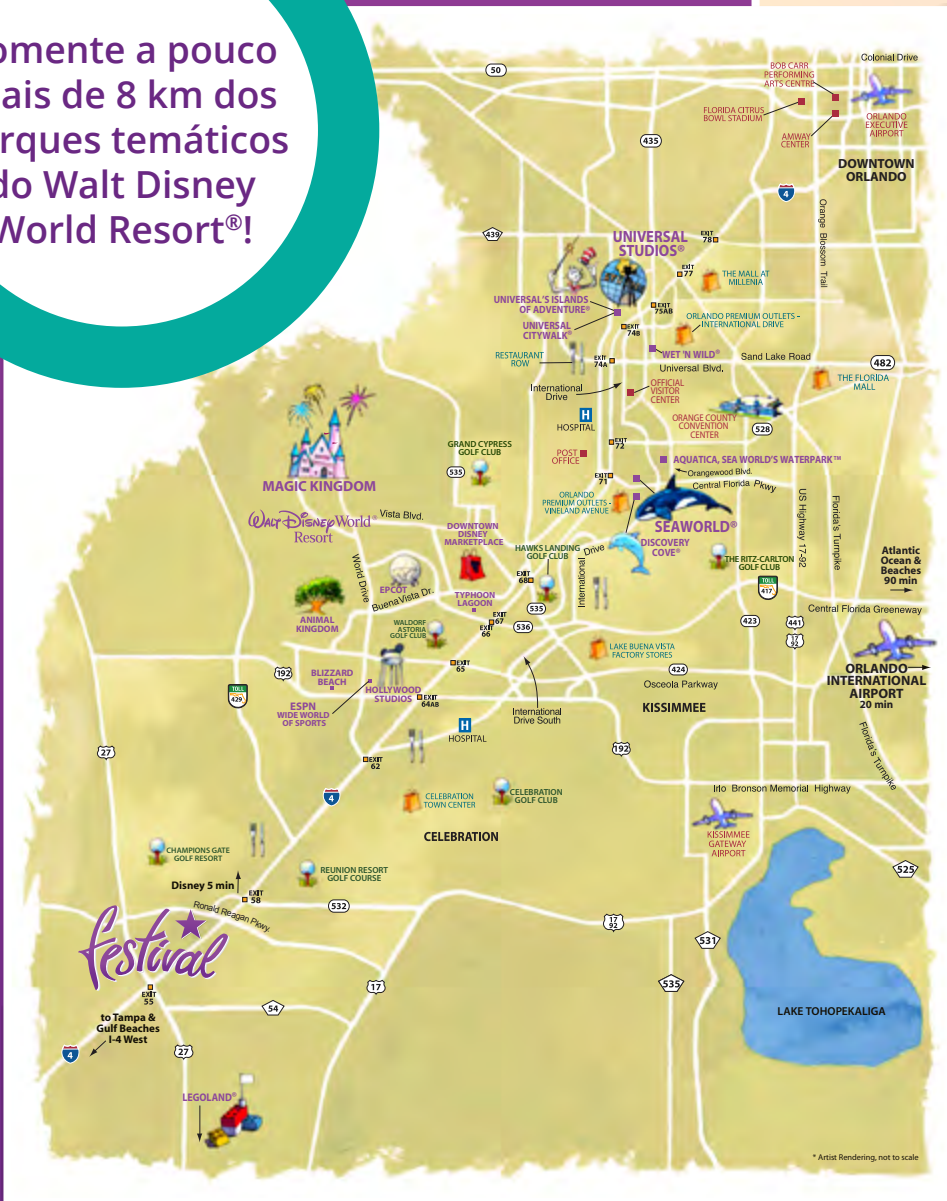 omente a pouco
ais de 8 km dos
rques temáticos
do Walt Disney
World Resort®!
50
Colonial Drive
BOB CARR
PERFORMING
ARTS CENTRE
FLORIDA CITRUS
BOWL STADIUM
AMWAY
CENTER
ORLANDO
EXECUTIVE
AIRPORT
435
DOWNTOWN
ORLANDO
4
Orange Blossom Trail
439
UNIVERSAL
STUDIOS®
EXIT
78
EXIT
77
THE MALL AT
MILLENIA
UNIVERSAL'S ISLANDS
OF ADVENTURE®
EXIT
75AB
UNIVERSAL
CITYWALK®
EXIT
74B
ORLANDO PREMIUM OUTLETS –
INTERNATIONAL DRIVE
RESTAURANT
ROW
EXIT
74A
WET 'N WILD®
Sand Lake Road
482
Universal Blvd.
THE FLORIDA
MALL
International
Drive
OFFICIAL
VISITOR
CENTER
H
HOSPITAL
ORANGE COUNTY
CONVENTION
CENTER
528
GRAND CYPRESS
GOLF CLUB
EXIT
72
POST
OFFICE
AQUATICA, SEA WORLD'S WATERPARK™
535
EXIT
71
Orangewood Blvd.
Central Florida Pkwy
MAGIC KINGDOM
ORLANDO
PREMIUM OUTLETS -
VINELAND AVENUE
US Highway 17-92
Florida's Turnpike
Walt Disney World®
Resort
Vista Blvd.
SEAWORLD®
DOWNTOWN
DISNEY
MARKETPLACE
DISCOVERY
COVE®
HAWKS LANDING
GOLF CLUB
International Drive
World Drive
EPCOT
EXIT
68
THE RITZ-CARLTON
GOLF CLUB
Atlantic
Ocean &
Beaches
90 min
TOLL
417
Buena Vista Dr.
TYPHOON
LAGOON
535
Central Florida Greenway
ANIMAL
KINGDOM
EXIT
67
536
423
441
WALDORF
ASTORIA
GOLF CLUB
EXIT
66
17
92
LAKE BUENA VISTA
FACTORY STORES
192
BLIZZARD
BEACH
EXIT
65
424
ORLANDO
INTERNATIONAL
AIRPORT
20 min
TOLL
429
HOLLYWOOD
STUDIOS
Osceola Parkway
ESPN
WIDE WORLD
OF SPORTS
EXIT
64AB
KISSIMMEE
International
Drive South
H
HOSPITAL
27
192
Florida's Turnpike
EXIT
62
4
Irlo Bronson Memorial Highway
CELEBRATION
TOWN CENTER
CELEBRATION
GOLF CLUB
CELEBRATION
KISSIMMEE
GATEWAY
AIRPORT
CHAMPIONS GATE
GOLF RESORT
REUNION RESORT
GOLF COURSE
525
Disney 5 min
EXIT
58
532
Ronald Reagan Pkwy.
17
92
festival
531
17
535
EXIT
55
54
LAKE TOHOPEKALIGA
to Tampa &
Gulf Beaches
I-4 West
4
27
LEGOLAND®
* Artist Rendering, not to scale